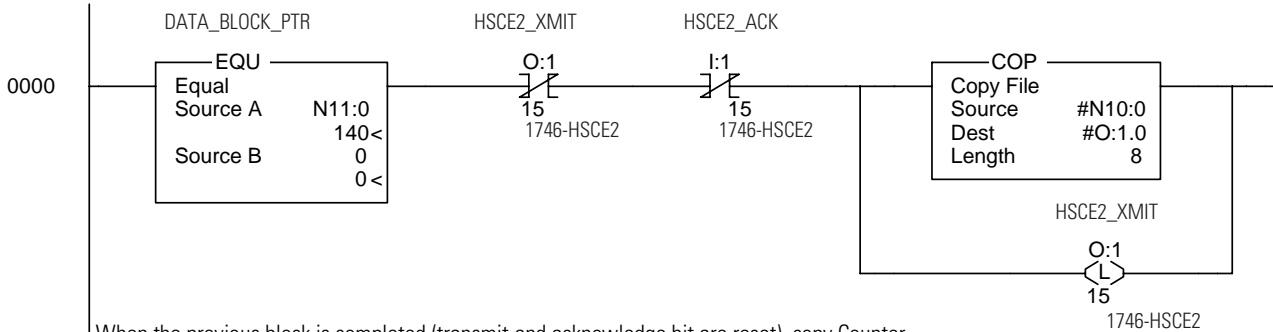 DATA_BLOCK_PTR HSCE2_XMIT HSCE2_ACK
EQU O:1 I:1 COP
0000 Equal Copy File
Source A N11:0 15 15 Source #N10:0
140< 1746-HSCE2 1746-HSCE2 Dest #O:1.0
Source B 0 Length 8
0<
HSCE2_XMIT
O:1
L
15
1746-HSCE2
When the previous block is completed (transmit and acknowledge bit are reset), copy Counter